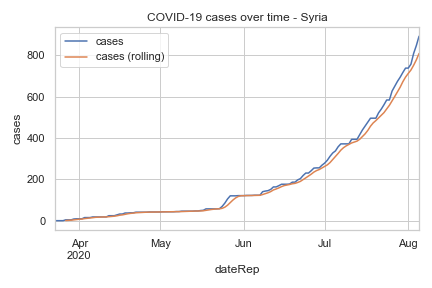 COVID-19 cases over time - Syria
cases
cases (rolling)
cases
800
600
400
200
0
Apr
2020
May
Jun
Jul
Aug
dateRep